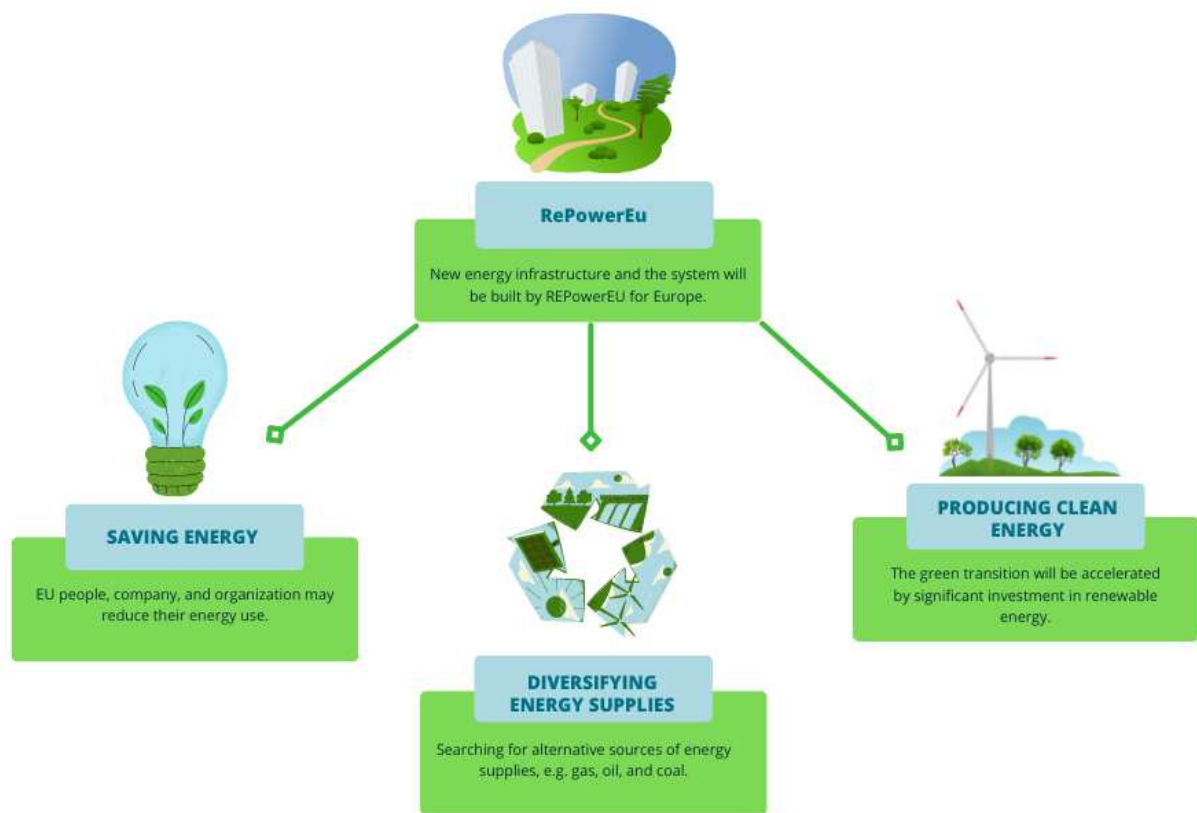 RePowerEu
New energy infrastructure and the system will
be built by REPowerEU for Europe.
SAVING ENERGY
EU people, company, and organization may
reduce their energy use.
DIVERSIFYING
ENERGY SUPPLIES
Searching for alternative sources of energy
supplies, e.g. gas, oil, and coal.
PRODUCING CLEAN
ENERGY
The green transition will be accelerated
by significant investment in renewable
energy.